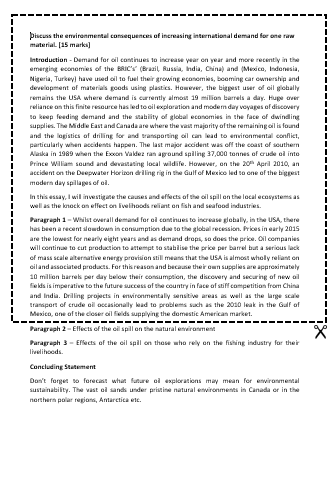 Discuss the environmental consequences of increasing international demand for one raw
material. [15 marks]
Introduction - Demand for oil continues to increase year on year and more recently in the
emerging economies of the BRIC's' (Brazil, Russia, India, China) and (Mexico, Indonesia,
Nigeria, Turkey) have used oil to fuel their growing economies, booming car ownership and
development of materials goods using plastics. However, the biggest user of oil globally
remains the USA where demand is currently almost 19 million barrels a day. Huge over
reliance on this finite resource has led to oil exploration and modern day voyages of discovery
to keep feeding demand and the stability of global economies in the face of dwindling
supplies. The Middle East and Canada are where the vast majority of the remaining oil is found
and the logistics of drilling for and transporting oil can lead to environmental conflict,
particularly when accidents happen. The last major accident was off the coast of southern
Alaska in 1989 when the Exxon Valdez ran aground spilling 37,000 tonnes of crude oil into
Prince William sound and devastating local wildlife. However, on the 20th April 2010, an
accident on the Deepwater Horizon drilling rig in the Gulf of Mexico led to one of the biggest
modern day spillages of oil.
In this essay, I will investigate the causes and effects of the oil spill on the local ecosystems as
well as the knock on effect on livelihoods reliant on fish and seafood industries.
Paragraph 1 – Whilst overall demand for oil continues to increase globally, in the USA, there
has been a recent slowdown in consumption due to the global recession. Prices in early 2015
are the lowest for nearly eight years and as demand drops, so does the price. Oil companies
will continue to cut production to attempt to stabilise the price per barrel but a serious lack
of mass scale alternative energy provision still means that the USA is almost wholly reliant on
oil and associated products. For this reason and because their own supplies are approximately
10 million barrels per day below their consumption, the discovery and securing of new oil
fields is imperative to the future success of the country in face of stiff competition from China
and India. Drilling projects in environmentally sensitive areas as well as the large scale
transport of crude oil occasionally lead to problems such as the 2010 leak in the Gulf of
Mexico, one of the closer oil fields supplying the domestic American market.
Paragraph 2 – Effects of the oil spill on the natural environment
Paragraph 3 – Effects of the oil spill on those who rely on the fishing industry for their
livelihoods.
Concluding Statement
Don't forget to forecast what future oil explorations may mean for environmental
sustainability. The vast oil sands under pristine natural environments in Canada or in the
northern polar regions, Antarctica etc.